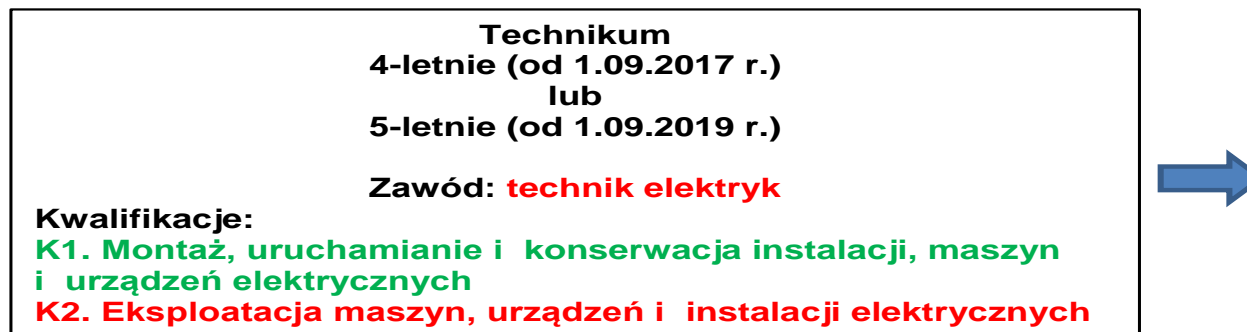 Technikum
4-letnie (od 1.09.2017 r.)
lub
5-letnie (od 1.09.2019 r.)
Zawód: technik elektryk
Kwalifikacje:
K1. Montaż, uruchamianie i konserwacja instalacji, maszyn
i urządzeń elektrycznych
K2. Eksploatacja maszyn, urządzeń i instalacji elektrycznych